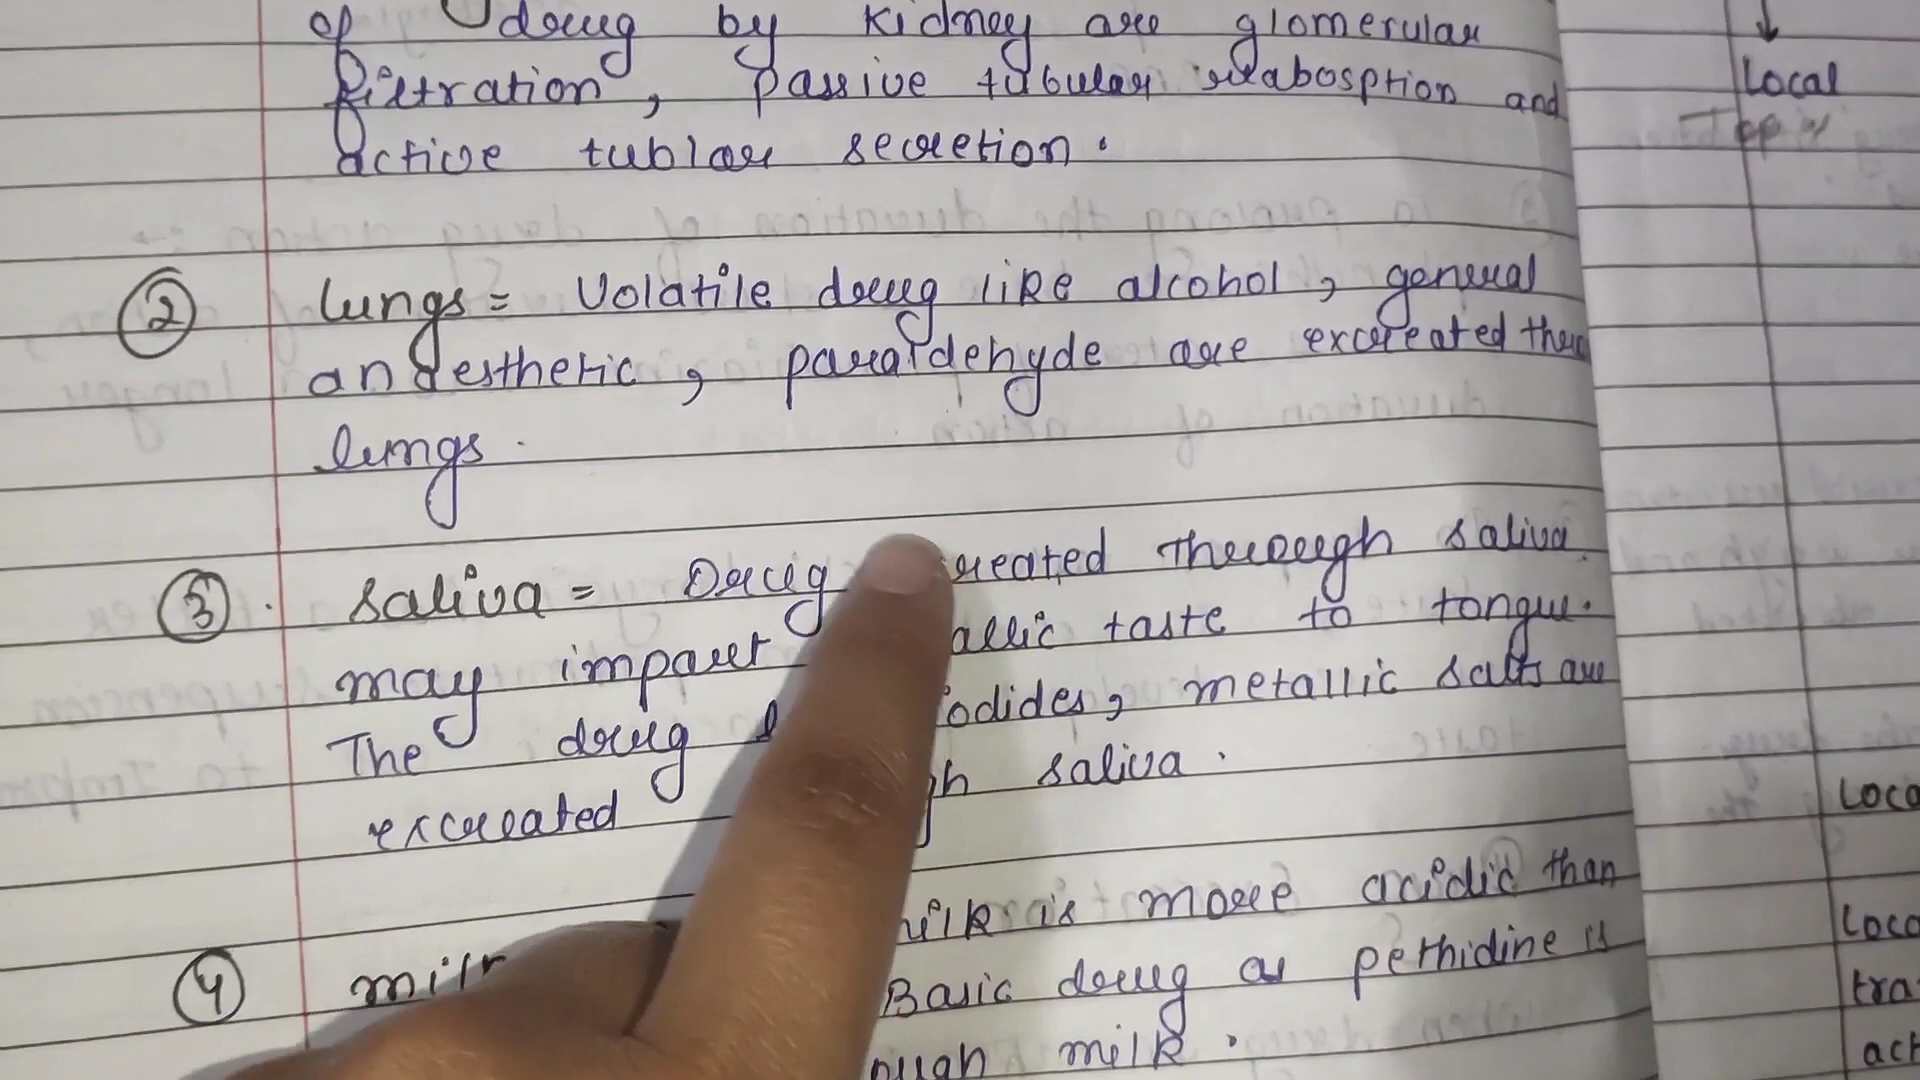 of drug by Kidney are glomerular
filtration, Passive tubular reabosption and
active tublar secretion.
② Lungs = Volatile drug like alcohol, general
anaesthetic, paraldehyde are excreated thro
lungs.
③ Saliva = Drug reated Through saliva
may impart allic taste to tongue.
The drug odides, metallic salts are
excreated gh saliva.
④ mil ilk is more acidic than
Basic drug as pethidine is
ough milk.
Local
Loca
Loca
tra
act